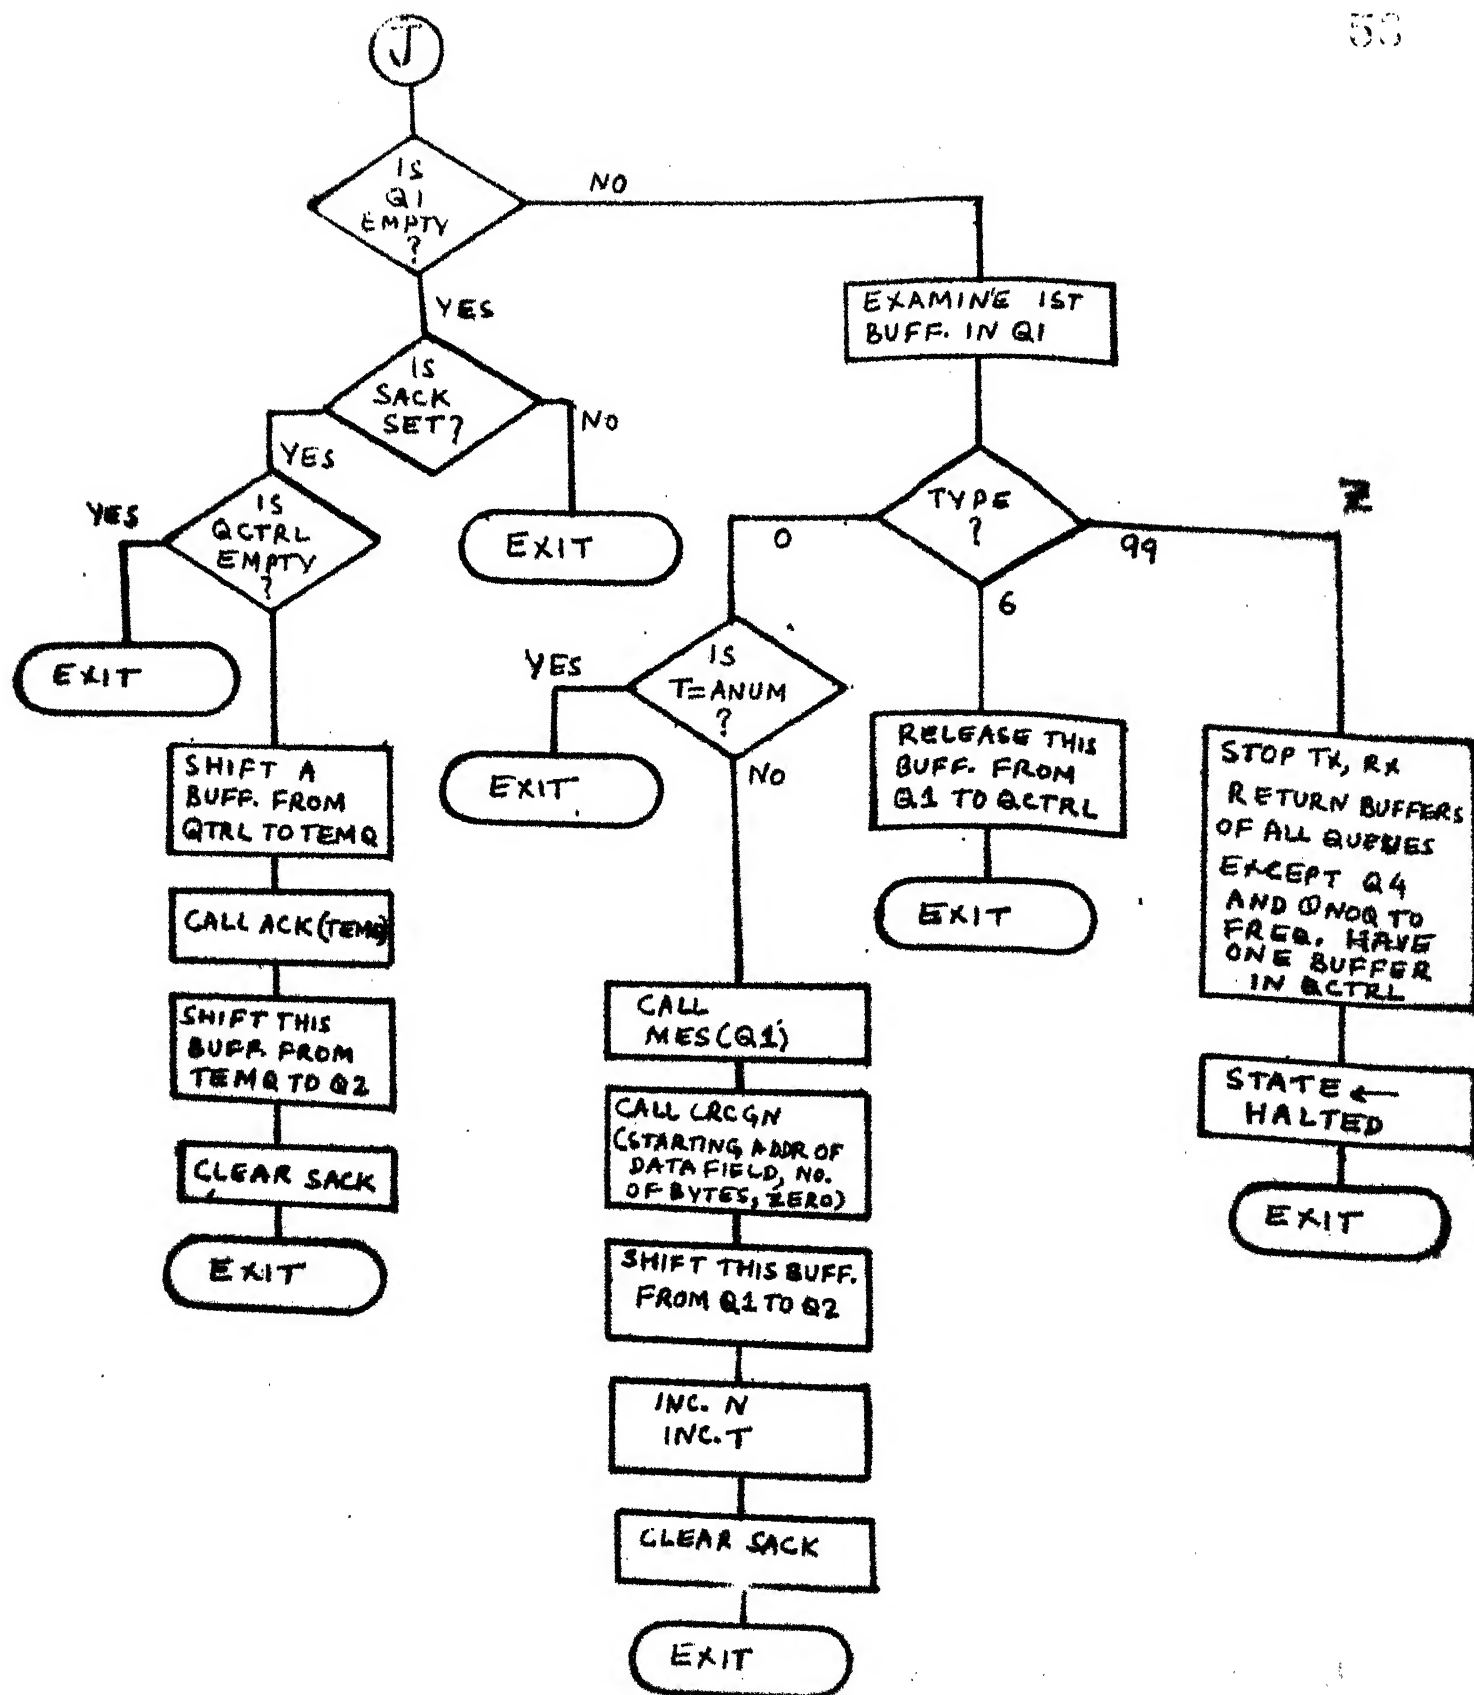 J
IS
Q1
EMPTY
?
NO
YES
EXAMINE 1ST
BUFF. IN Q1
IS
SACK
SET?
NO
YES
EXIT
IS
QCTRL
EMPTY
?
YES
EXIT
SHIFT A
BUFF. FROM
QTRL TO TEMQ
CALL ACK(TEMQ)
SHIFT THIS
BUFF. FROM
TEMQ TO Q2
CLEAR SACK
EXIT
TYPE
?
0
6
99
Z
IS
T=ANUM
?
YES
EXIT
NO
CALL
MES(Q1)
CALL CRCGN
(STARTING ADDR OF
DATA FIELD, NO.
OF BYTES, ZERO)
SHIFT THIS BUFF.
FROM Q1 TO Q2
INC. N
INC. T
CLEAR SACK
EXIT
RELEASE THIS
BUFF. FROM
Q1 TO QCTRL
EXIT
STOP TX, RX
RETURN BUFFERS
OF ALL QUEUES
EXCEPT Q4
AND NOQ TO
FREQ. HAVE
ONE BUFFER
IN QCTRL
STATE ←
HALTED
EXIT